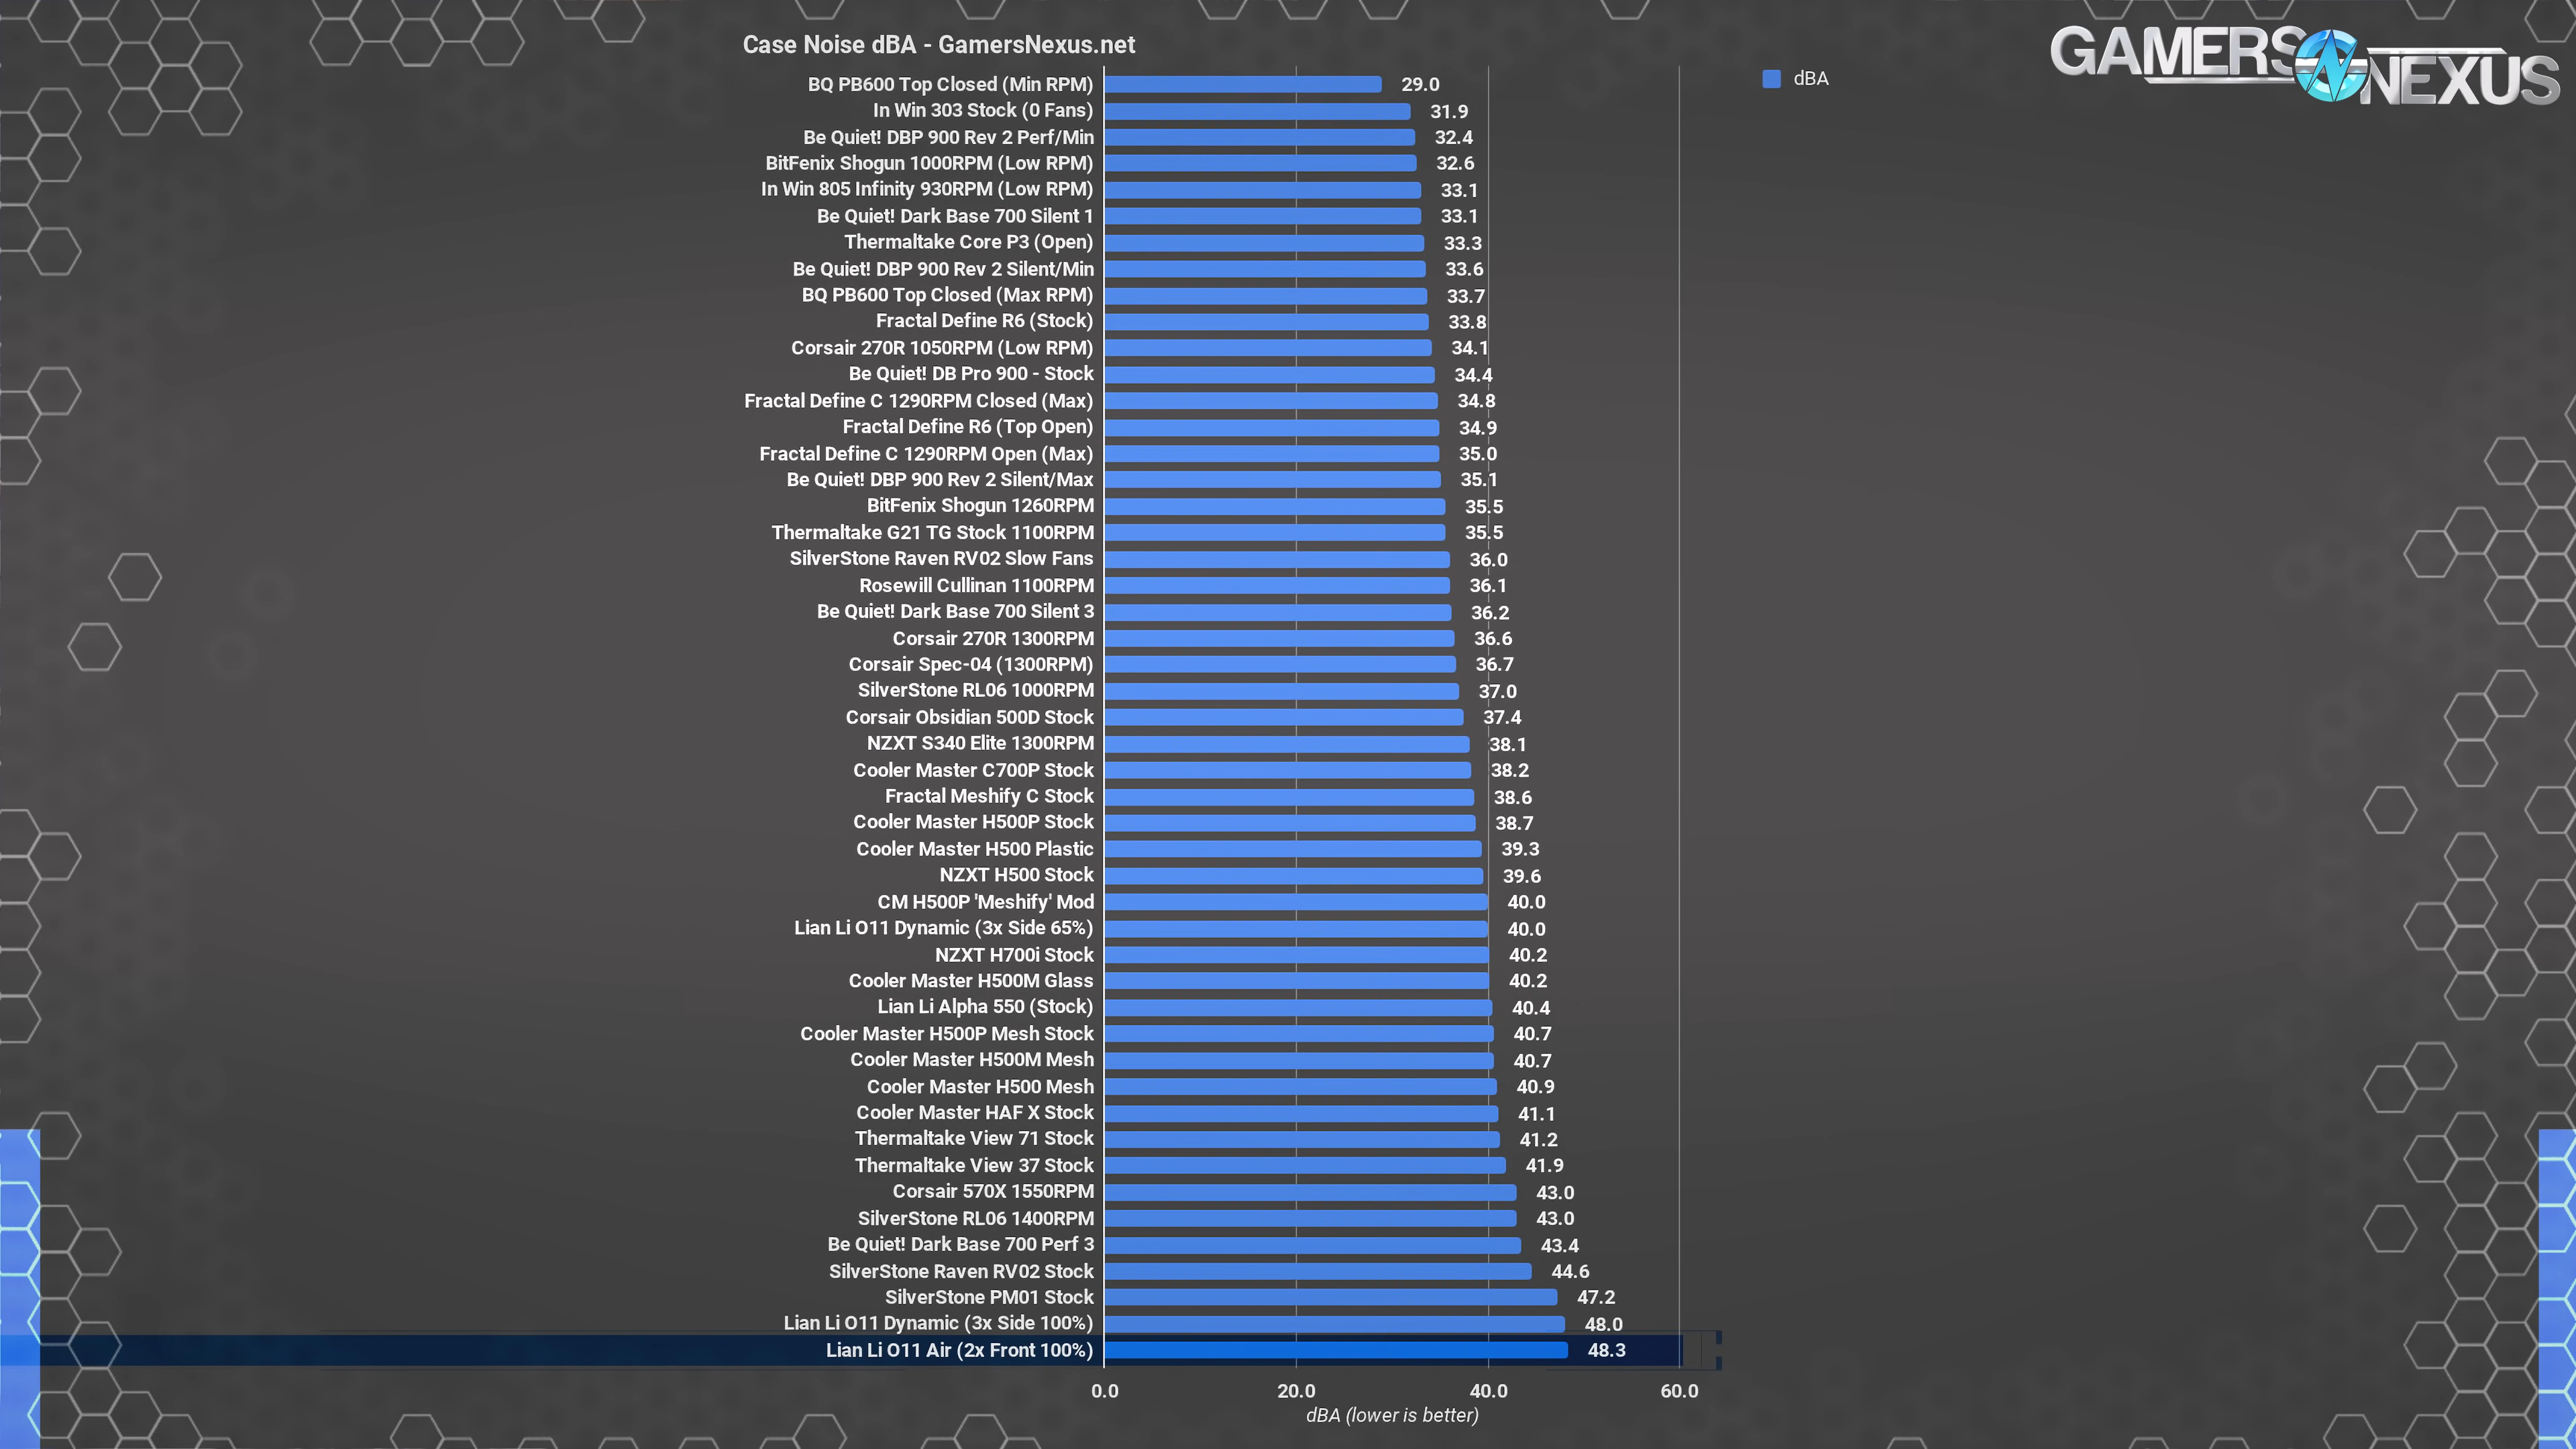 Case Noise dBA - GamersNexus.net
GAMERS NEXUS
dBA
BQ PB600 Top Closed (Min RPM) 29.0
In Win 303 Stock (0 Fans) 31.9
Be Quiet! DBP 900 Rev 2 Perf/Min 32.4
BitFenix Shogun 1000RPM (Low RPM) 32.6
In Win 805 Infinity 930RPM (Low RPM) 33.1
Be Quiet! Dark Base 700 Silent 1 33.1
Thermaltake Core P3 (Open) 33.3
Be Quiet! DBP 900 Rev 2 Silent/Min 33.6
BQ PB600 Top Closed (Max RPM) 33.7
Fractal Define R6 (Stock) 33.8
Corsair 270R 1050RPM (Low RPM) 34.1
Be Quiet! DB Pro 900 - Stock 34.4
Fractal Define C 1290RPM Closed (Max) 34.8
Fractal Define R6 (Top Open) 34.9
Fractal Define C 1290RPM Open (Max) 35.0
Be Quiet! DBP 900 Rev 2 Silent/Max 35.1
BitFenix Shogun 1260RPM 35.5
Thermaltake G21 TG Stock 1100RPM 35.5
SilverStone Raven RV02 Slow Fans 36.0
Rosewill Cullinan 1100RPM 36.1
Be Quiet! Dark Base 700 Silent 3 36.2
Corsair 270R 1300RPM 36.6
Corsair Spec-04 (1300RPM) 36.7
SilverStone RL06 1000RPM 37.0
Corsair Obsidian 500D Stock 37.4
NZXT S340 Elite 1300RPM 38.1
Cooler Master C700P Stock 38.2
Fractal Meshify C Stock 38.6
Cooler Master H500P Stock 38.7
Cooler Master H500 Plastic 39.3
NZXT H500 Stock 39.6
CM H500P 'Meshify' Mod 40.0
Lian Li O11 Dynamic (3x Side 65%) 40.0
NZXT H700i Stock 40.2
Cooler Master H500M Glass 40.2
Lian Li Alpha 550 (Stock) 40.4
Cooler Master H500P Mesh Stock 40.7
Cooler Master H500M Mesh 40.7
Cooler Master H500 Mesh 40.9
Cooler Master HAF X Stock 41.1
Thermaltake View 71 Stock 41.2
Thermaltake View 37 Stock 41.9
Corsair 570X 1550RPM 43.0
SilverStone RL06 1400RPM 43.0
Be Quiet! Dark Base 700 Perf 3 43.4
SilverStone Raven RV02 Stock 44.6
SilverStone PM01 Stock 47.2
Lian Li O11 Dynamic (3x Side 100%) 48.0
Lian Li O11 Air (2x Front 100%) 48.3
0.0 20.0 40.0 60.0
dBA (lower is better)